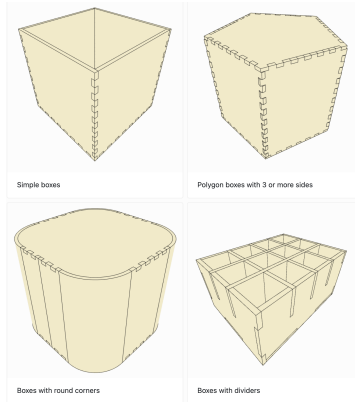 Simple boxes
Polygon boxes with 3 or more sides
Boxes with round corners
Boxes with dividers